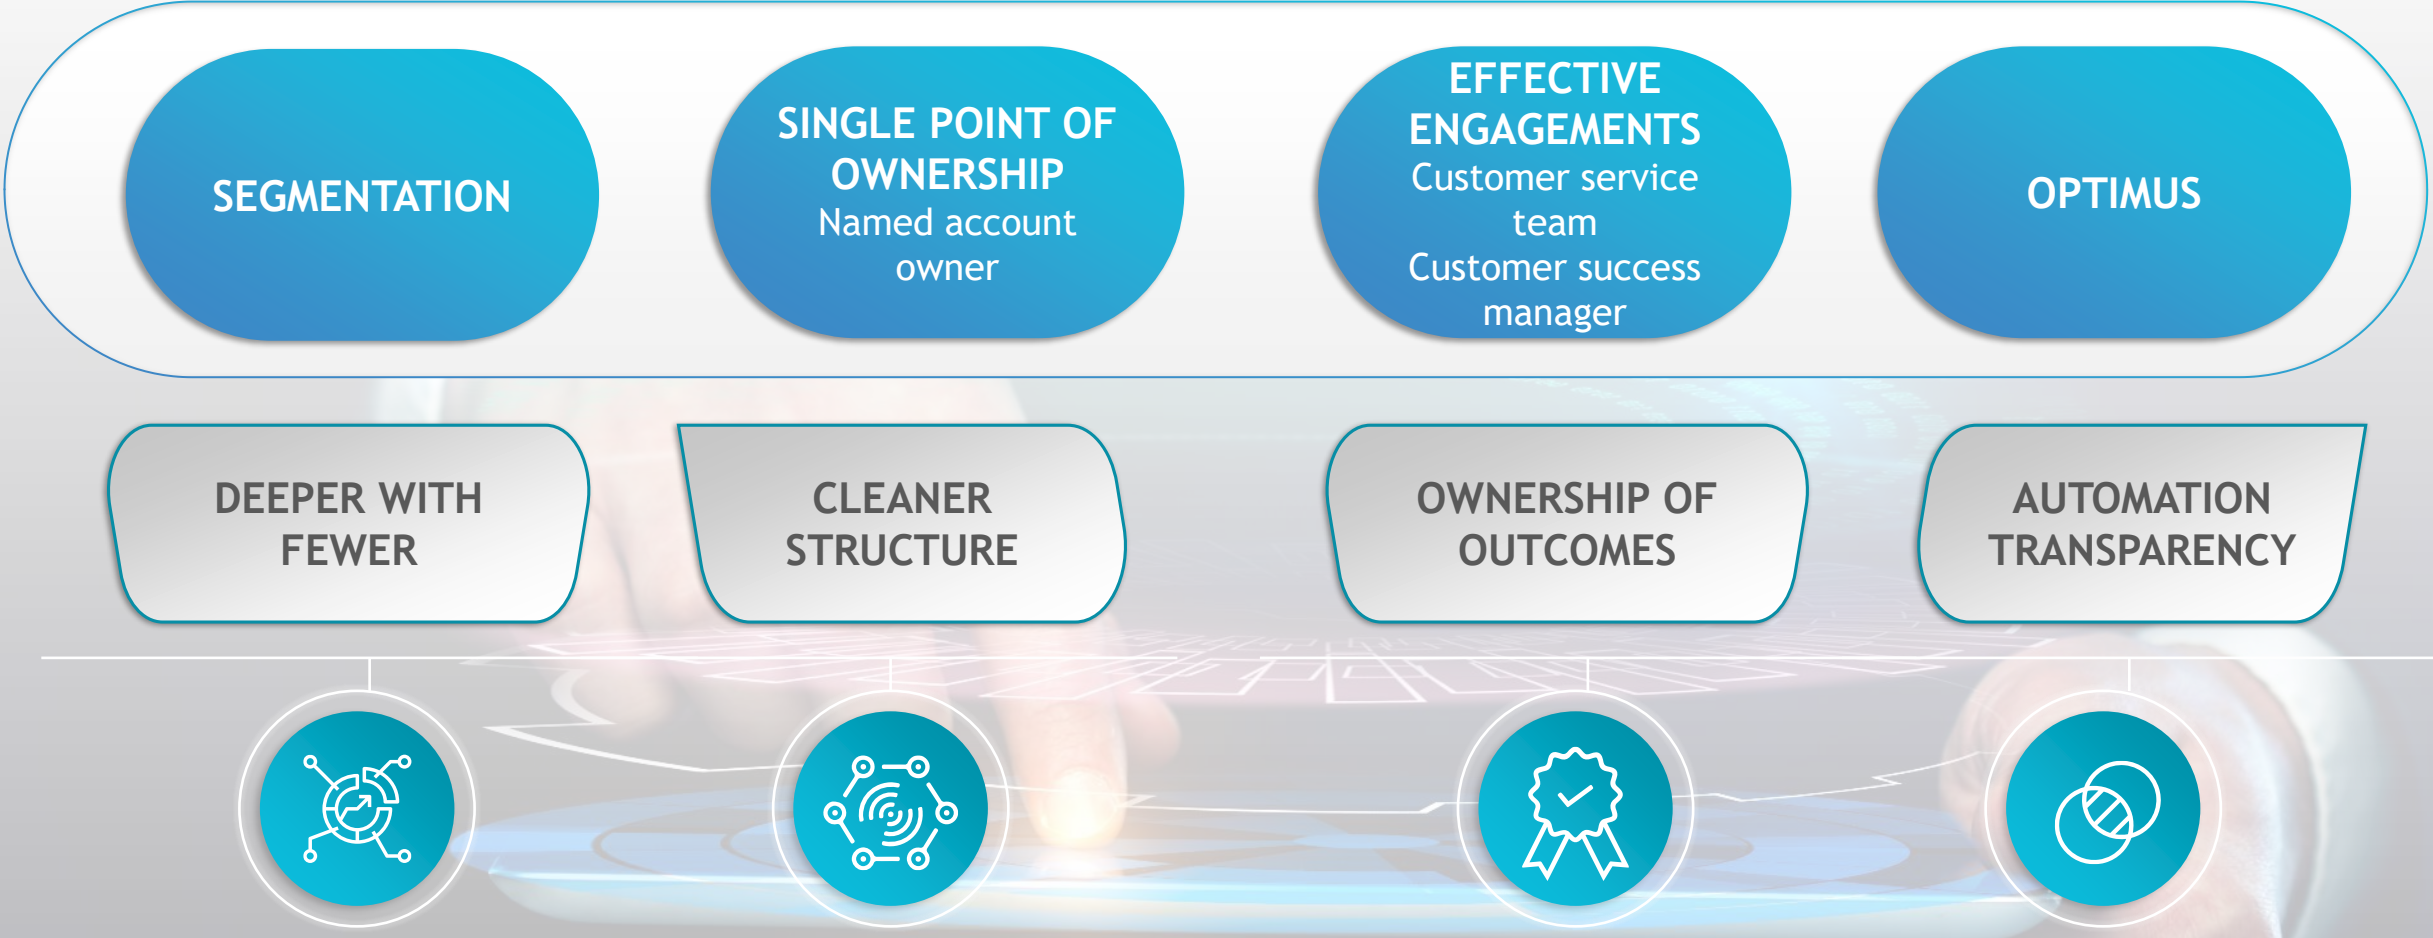 SEGMENTATION
SINGLE POINT OF
OWNERSHIP
Named account
owner
EFFECTIVE
ENGAGEMENTS
Customer service
team
Customer success
manager
OPTIMUS
DEEPER WITH
FEWER
CLEANER
STRUCTURE
OWNERSHIP OF
OUTCOMES
AUTOMATION
TRANSPARENCY